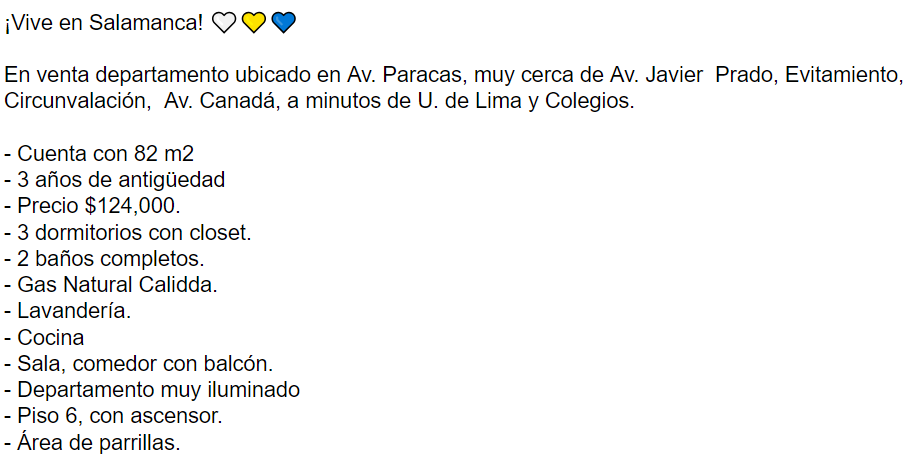 ¡Vive en Salamanca! 🤍💛💙
En venta departamento ubicado en Av. Paracas, muy cerca de Av. Javier  Prado, Evitamiento,
Circunvalación,  Av. Canadá, a minutos de U. de Lima y Colegios.
- Cuenta con 82 m2
- 3 años de antigüedad
- Precio $124,000.
- 3 dormitorios con closet.
- 2 baños completos.
- Gas Natural Calidda.
- Lavandería.
- Cocina
- Sala, comedor con balcón.
- Departamento muy iluminado
- Piso 6, con ascensor.
- Área de parrillas.